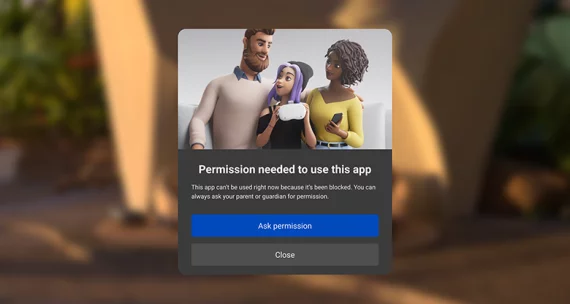 Permission needed to use this app
This app can't be used right now because it's been blocked. You can
always ask your parent or guardian for permission.
Ask permission
Close